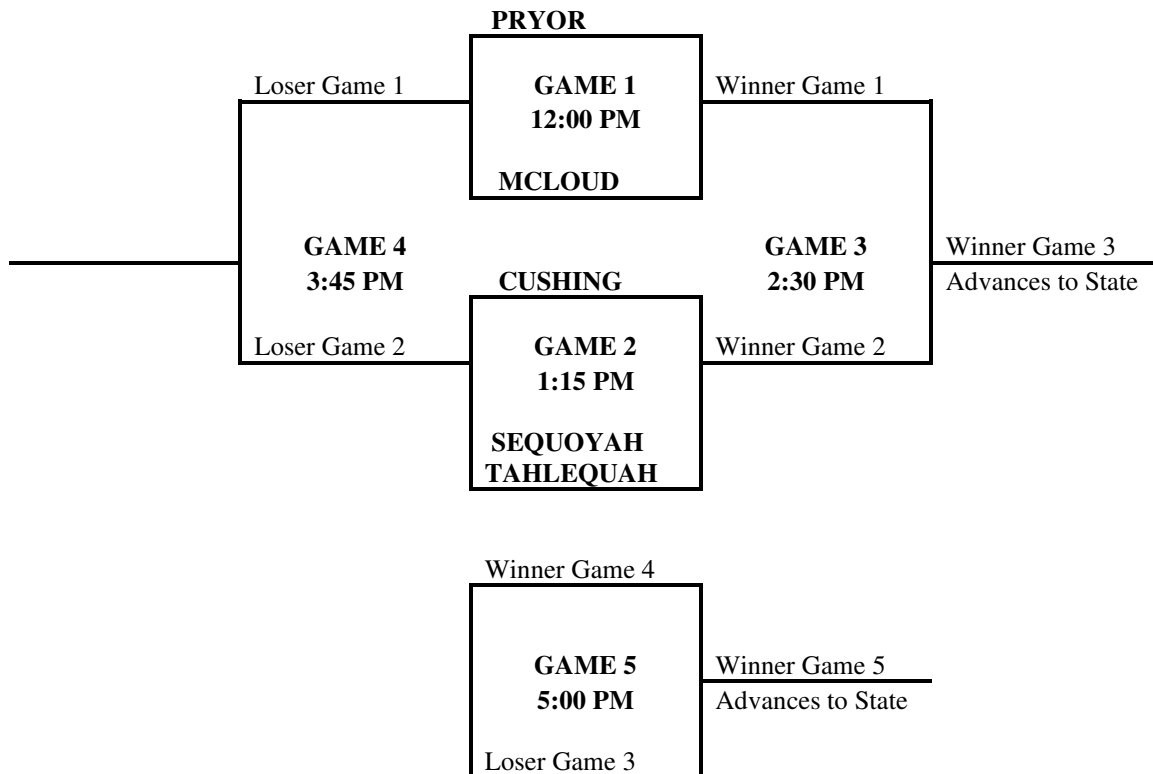 PRYOR
Loser Game 1
GAME 1
Winner Game 1
12:00 PM
MCLOUD
GAME 4
GAME 3
Winner Game 3
3:45 PM
CUSHING
2:30 PM
Advances to State
Loser Game 2
GAME 2
Winner Game 2
1:15 PM
SEQUOYAH
TAHLEQUAH
Winner Game 4
GAME 5
Winner Game 5
5:00 PM
Advances to State
Loser Game 3